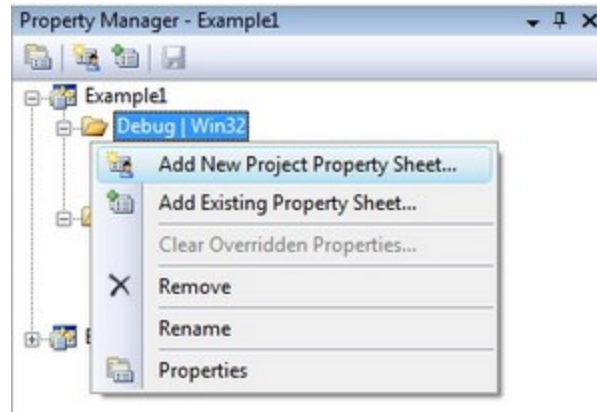 Property Manager - Example1
Example1
Debug | Win32
Add New Project Property Sheet...
Add Existing Property Sheet...
Clear Overridden Properties...
Remove
Rename
Properties